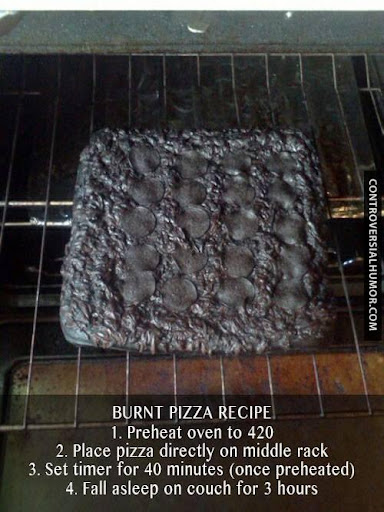 CONTROVERSIALHUMOR.COM
BURNT PIZZA RECIPE
1. Preheat oven to 420
2. Place pizza directly on middle rack
3. Set timer for 40 minutes (once preheated)
4. Fall asleep on couch for 3 hours